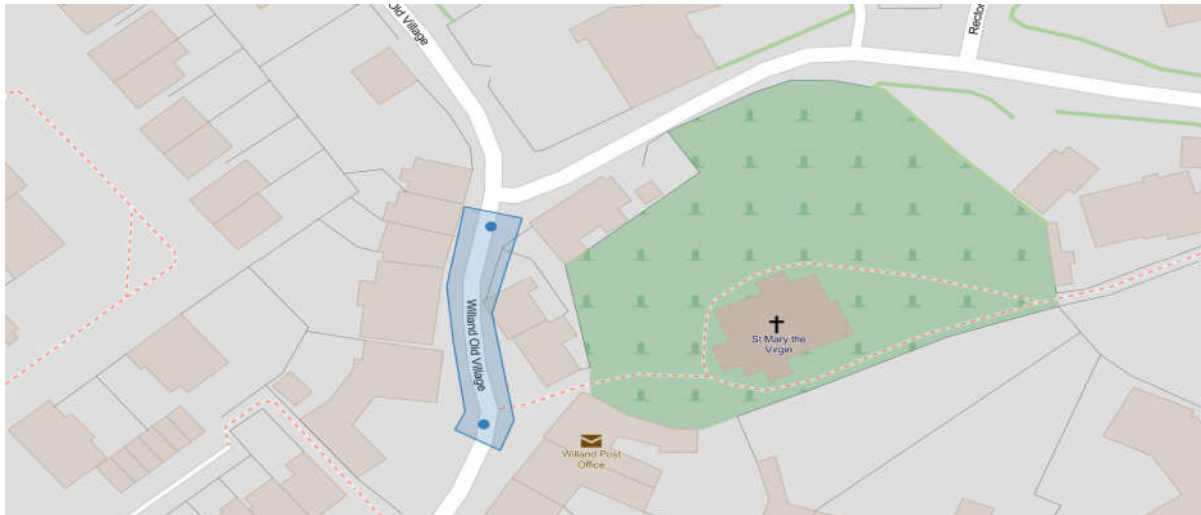 Old Village
Rector
Willand Old Village
St Mary the
Virgin
Willand Post
Office